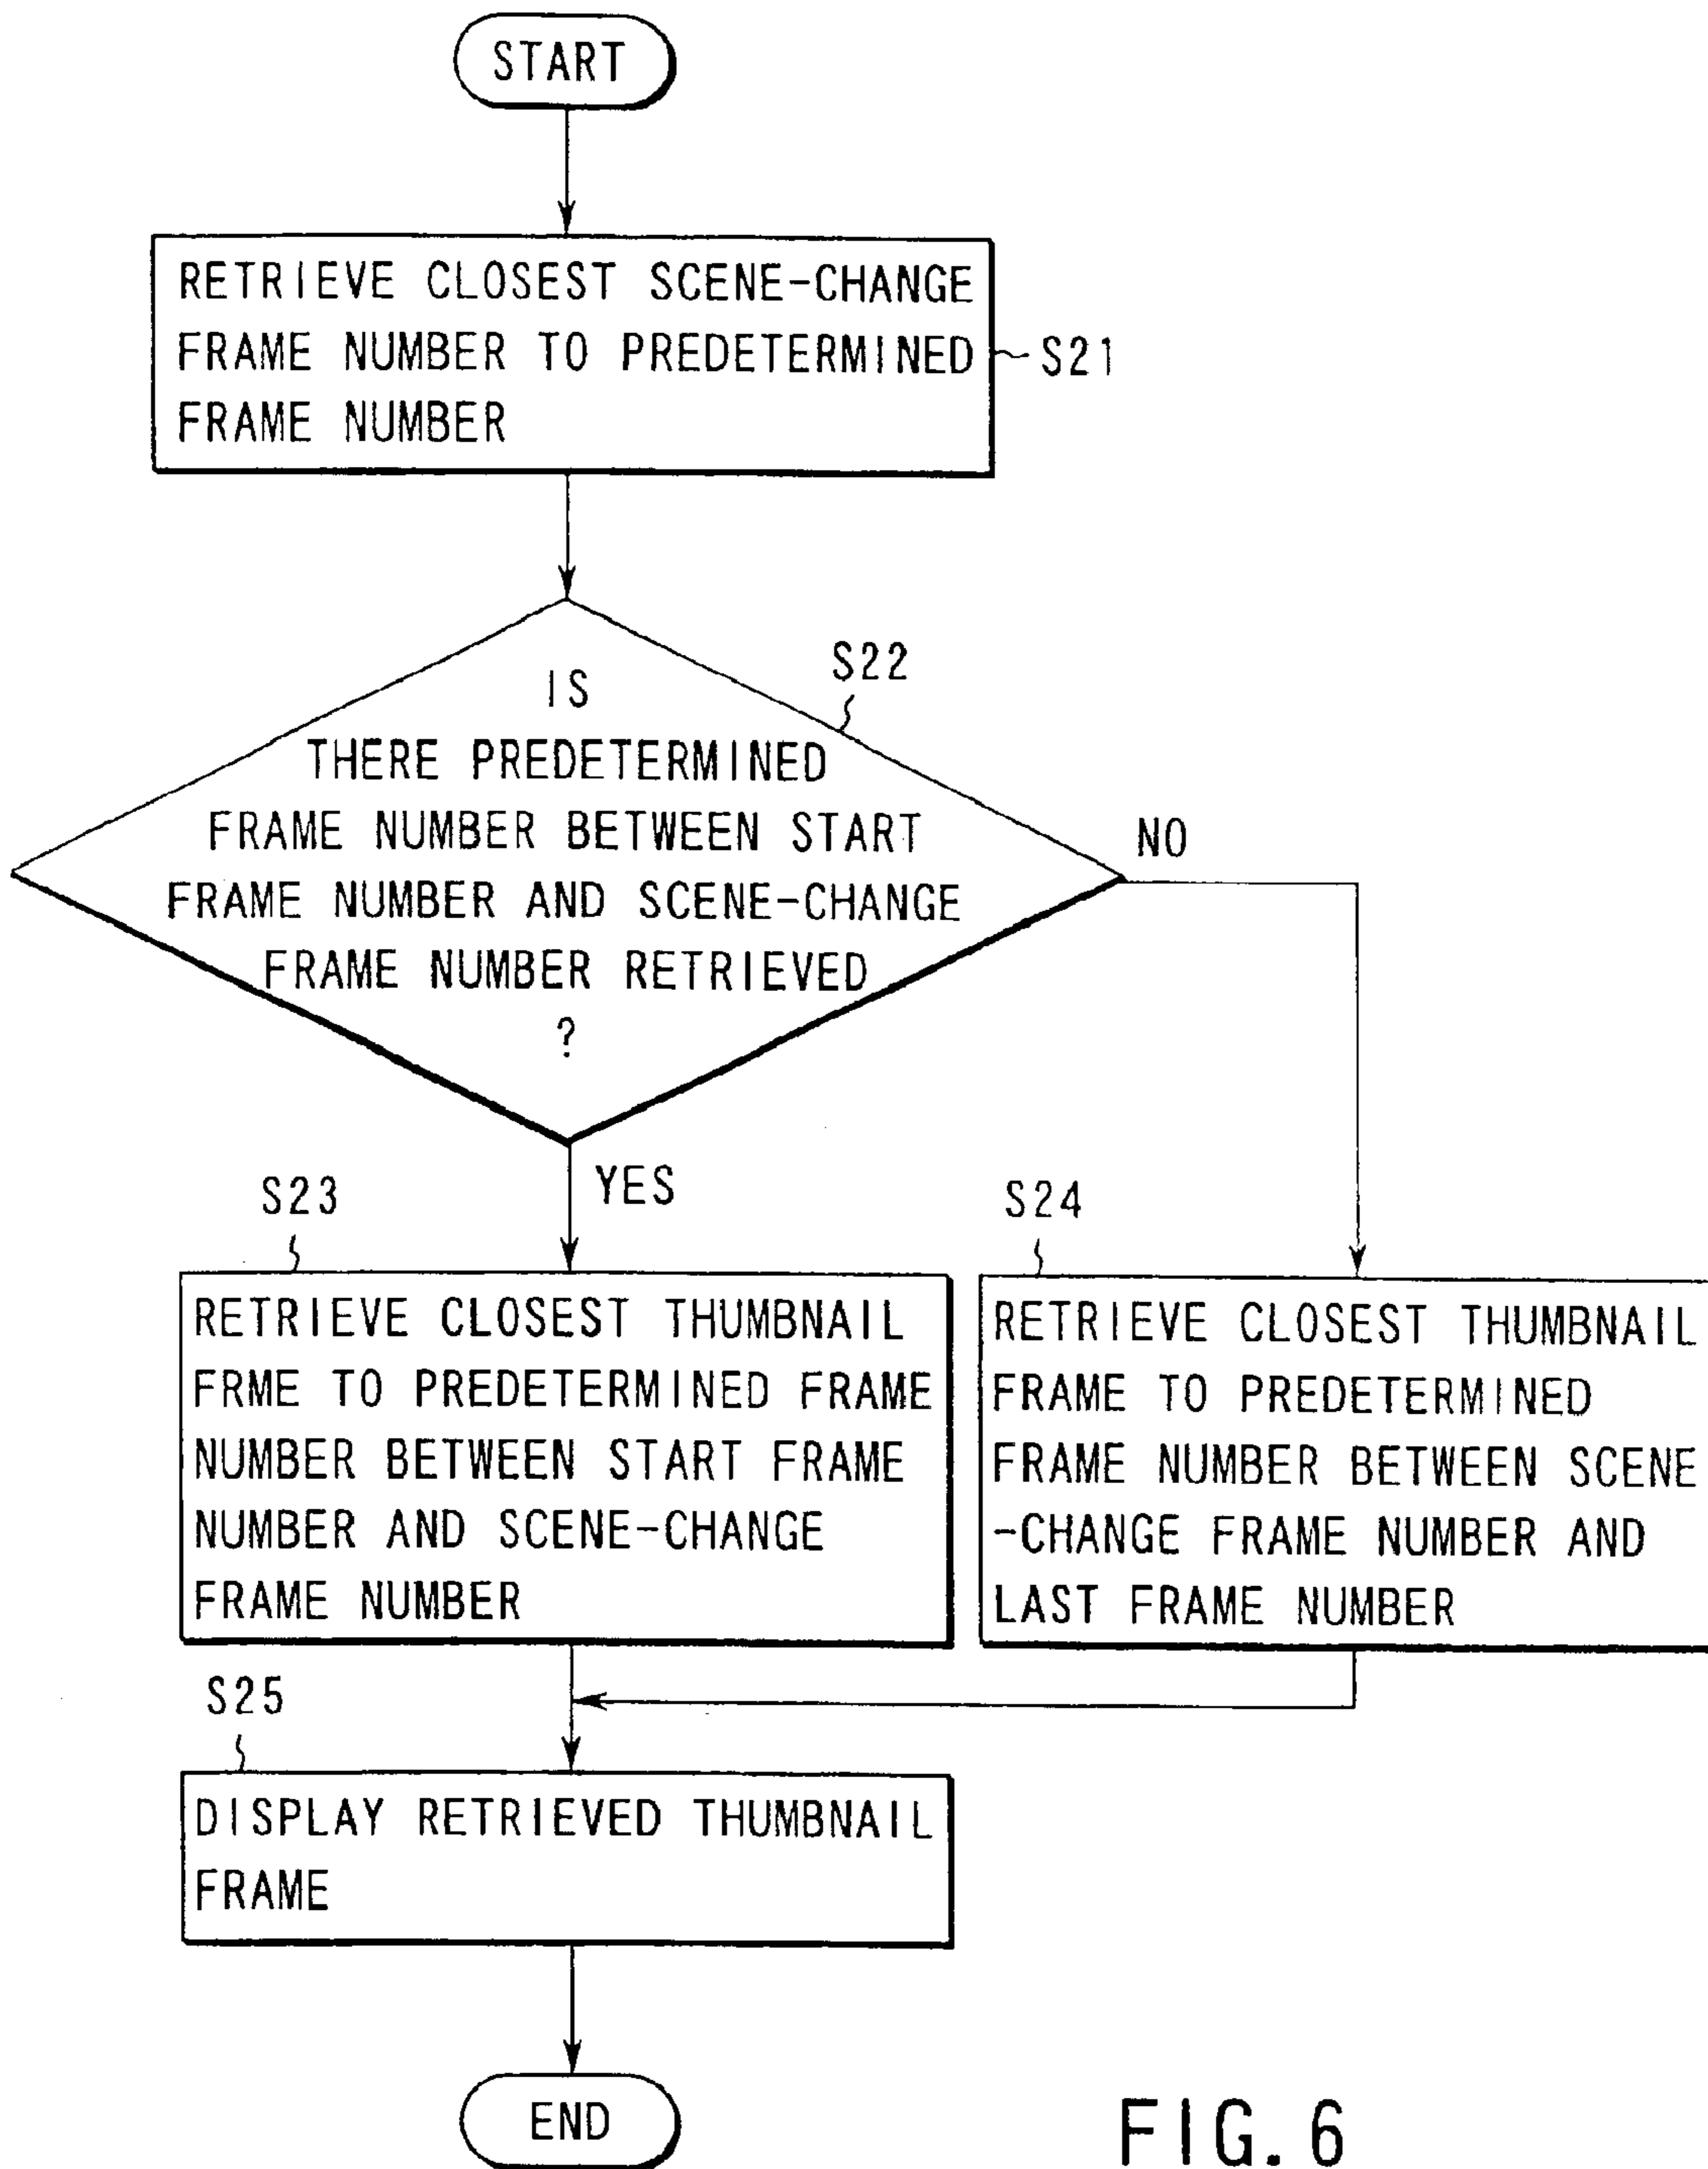 START
RETRIEVE CLOSEST SCENE-CHANGE
FRAME NUMBER TO PREDETERMINED
FRAME NUMBER
S21
S22
IS
THERE PREDETERMINED
FRAME NUMBER BETWEEN START
FRAME NUMBER AND SCENE-CHANGE
FRAME NUMBER RETRIEVED
?
NO
YES
S23
RETRIEVE CLOSEST THUMBNAIL
FRME TO PREDETERMINED FRAME
NUMBER BETWEEN START FRAME
NUMBER AND SCENE-CHANGE
FRAME NUMBER
S24
RETRIEVE CLOSEST THUMBNAIL
FRAME TO PREDETERMINED
FRAME NUMBER BETWEEN SCENE
-CHANGE FRAME NUMBER AND
LAST FRAME NUMBER
S25
DISPLAY RETRIEVED THUMBNAIL
FRAME
END
FIG. 6